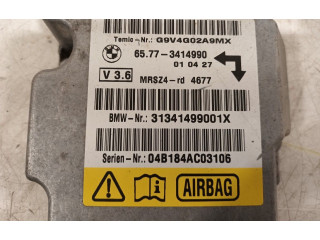 Temic-Nr.: Q9V4G02A9MX
65.77-3414990
01 04 27
V 3.6
MRSZ4-rd 4677
BMW-Nr.: 31341499001X
Serien-Nr.: 04B184AC03106
AIRBAG